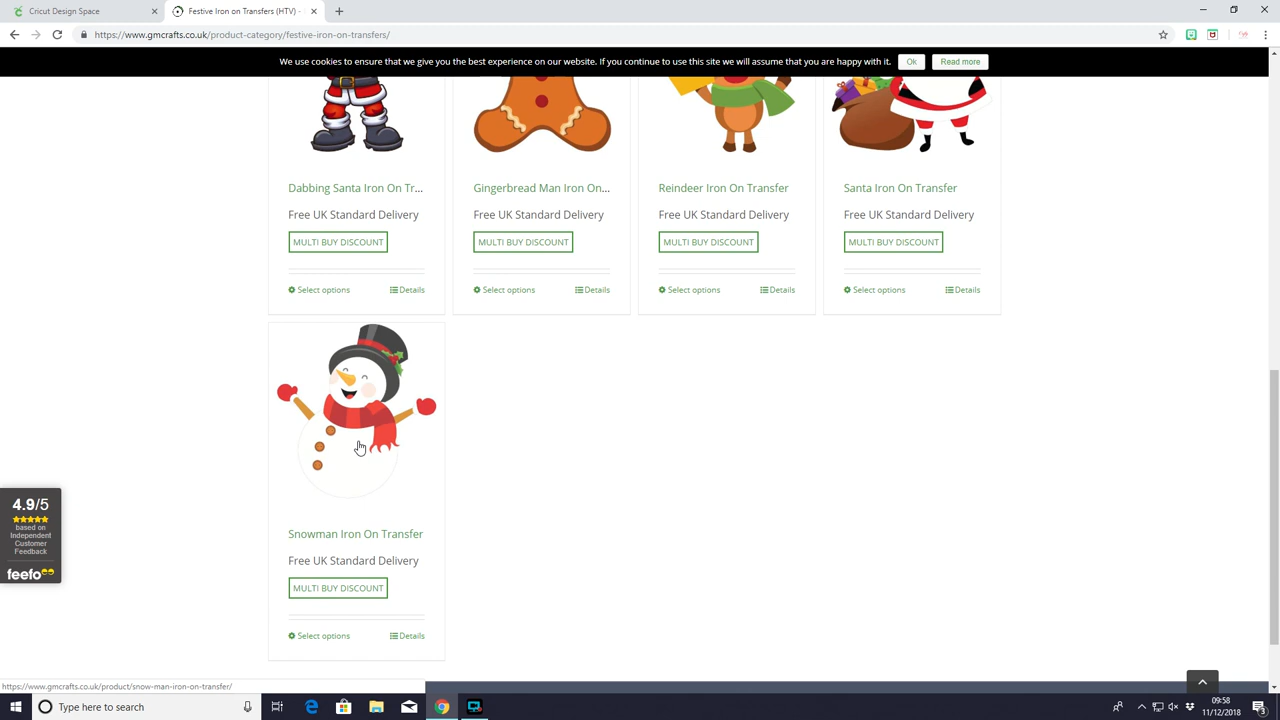 Cricut Design Space
Festive Iron on Transfers (HTV) -
https://www.gmcrafts.co.uk/product-category/festive-iron-on-transfers/
We use cookies to ensure that we give you the best experience on our website. If you continue to use this site we will assume that you are happy with it.
Ok
Read more
Dabbing Santa Iron On Tr...
Gingerbread Man Iron On...
Reindeer Iron On Transfer
Santa Iron On Transfer
Free UK Standard Delivery
Free UK Standard Delivery
Free UK Standard Delivery
Free UK Standard Delivery
MULTI BUY DISCOUNT
MULTI BUY DISCOUNT
MULTI BUY DISCOUNT
MULTI BUY DISCOUNT
Select options
Details
Select options
Details
Select options
Details
Select options
Details
4.9/5
based on
Independent
Customer
Feedback
feefo
Snowman Iron On Transfer
Free UK Standard Delivery
MULTI BUY DISCOUNT
Select options
Details
https://www.gmcrafts.co.uk/product/snow-man-iron-on-transfer/
Type here to search
09:58
11/12/2018
3